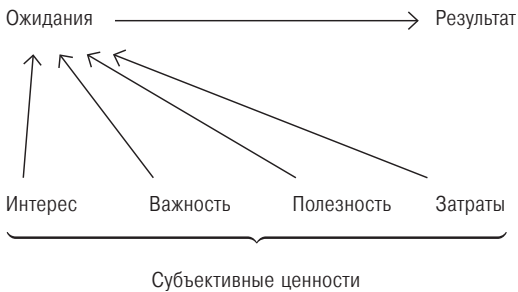 Ожидания Результат
Интерес Важность Полезность Затраты
Субъективные ценности